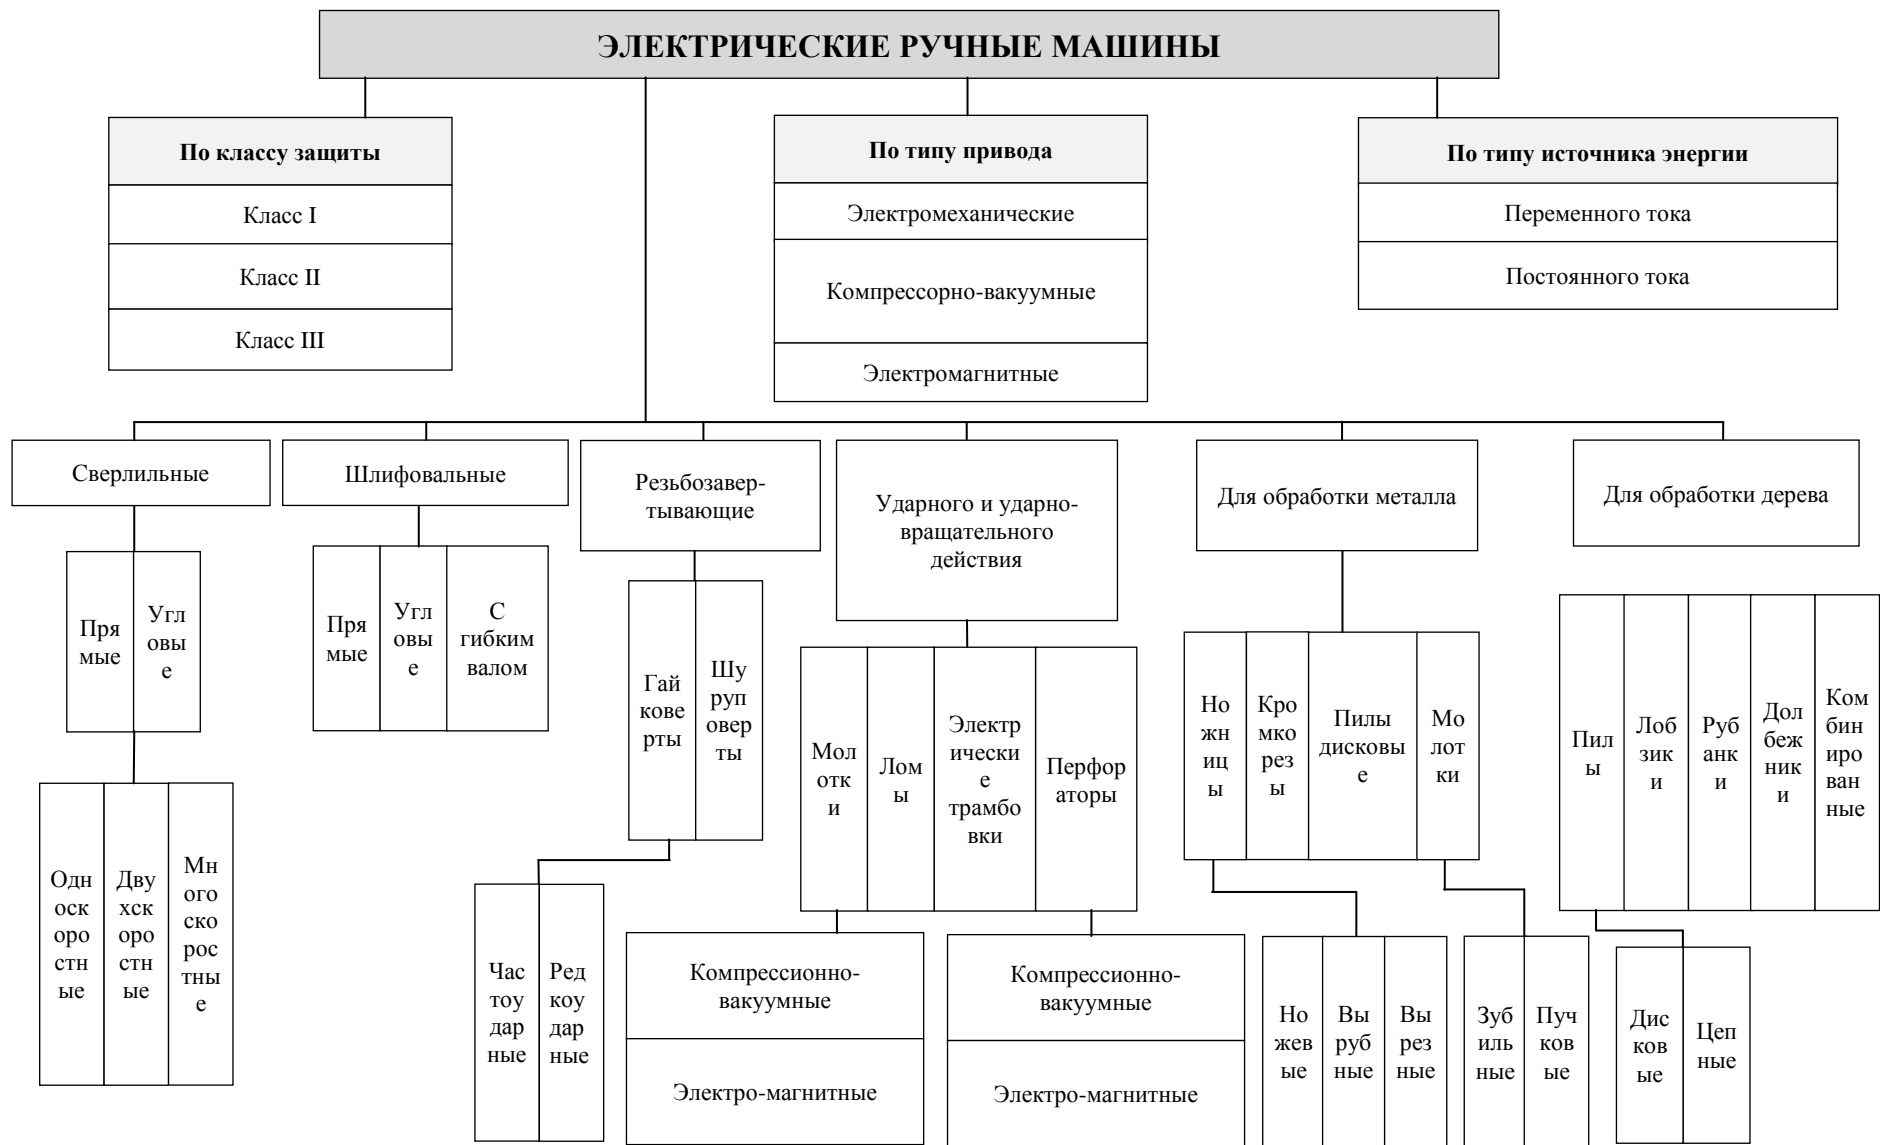 ЭЛЕКТРИЧЕСКИЕ РУЧНЫЕ МАШИНЫ
По классу защиты
Класс I
Класс II
Класс III
По типу привода
Электромеханические
Компрессорно-вакуумные
Электромагнитные
По типу источника энергии
Переменного тока
Постоянного тока
Сверлильные
Пря
мые
Угл
овы
е
Одн
оск
оро
стн
ые
Дву
хск
оро
стн
ые
Мн
ого
ско
рос
тны
е
Шлифовальные
Пря
мые
Угл
овы
е
С
гибким
валом
Резьбозавер-
тывающие
Гай
кове
рты
Шу
руп
овер
ты
Час
тоу
дар
ные
Ред
коу
дар
ные
Ударного и ударно-
вращательного
действия
Мол
отк
и
Лом
ы
Электр
ически
е
трамбо
вки
Перфор
аторы
Компрессионно-
вакуумные
Электро-магнитные
Компрессионно-
вакуумные
Электро-магнитные
Для обработки металла
Но
жн
иц
ы
Кро
мко
рез
ы
Пилы
дисковы
е
Мо
лот
ки
Но
жев
ые
Вы
руб
ные
Вы
рез
ные
Зуб
иль
ные
Пуч
ков
ые
Для обработки дерева
Пил
ы
Лоб
зик
и
Руб
анк
и
Дол
беж
ник
и
Ком
бин
иро
ван
ные
Дис
ков
ые
Цеп
ные